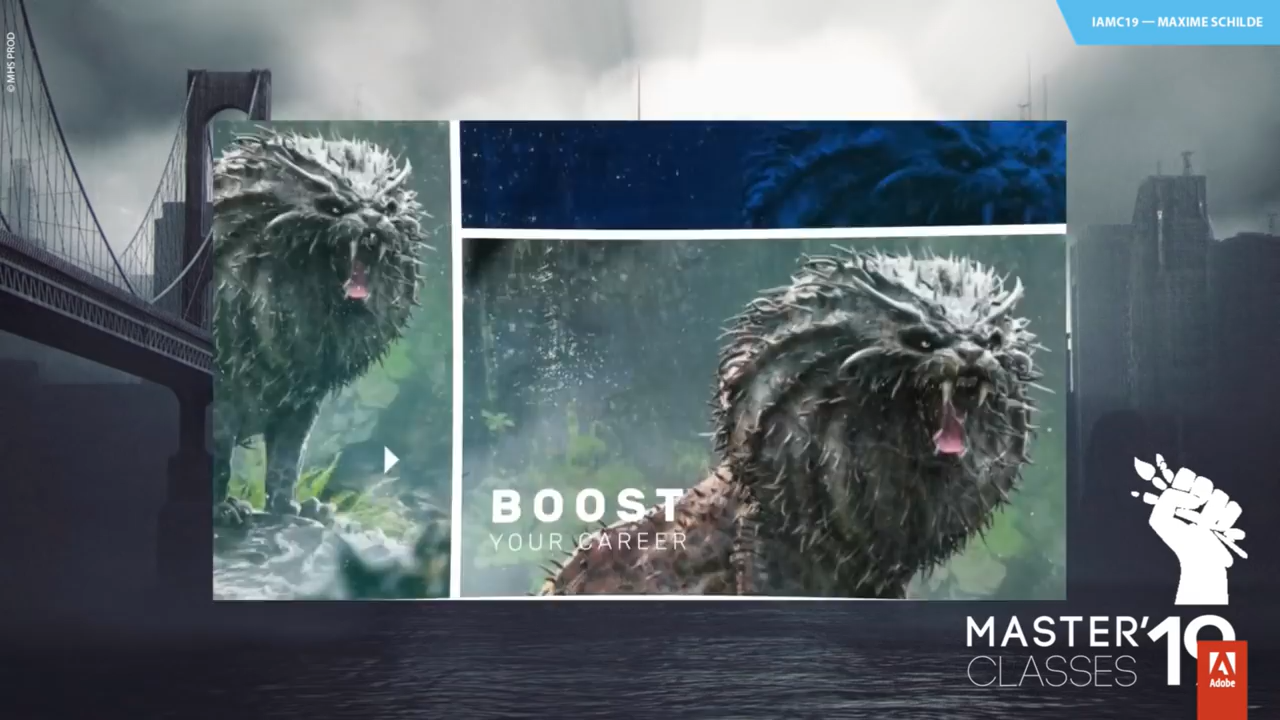 © MHS PROD
IAMC19 — MAXIME SCHILDE
BOOST
YOUR CAREER
MASTER'19
CLASSES
Adobe